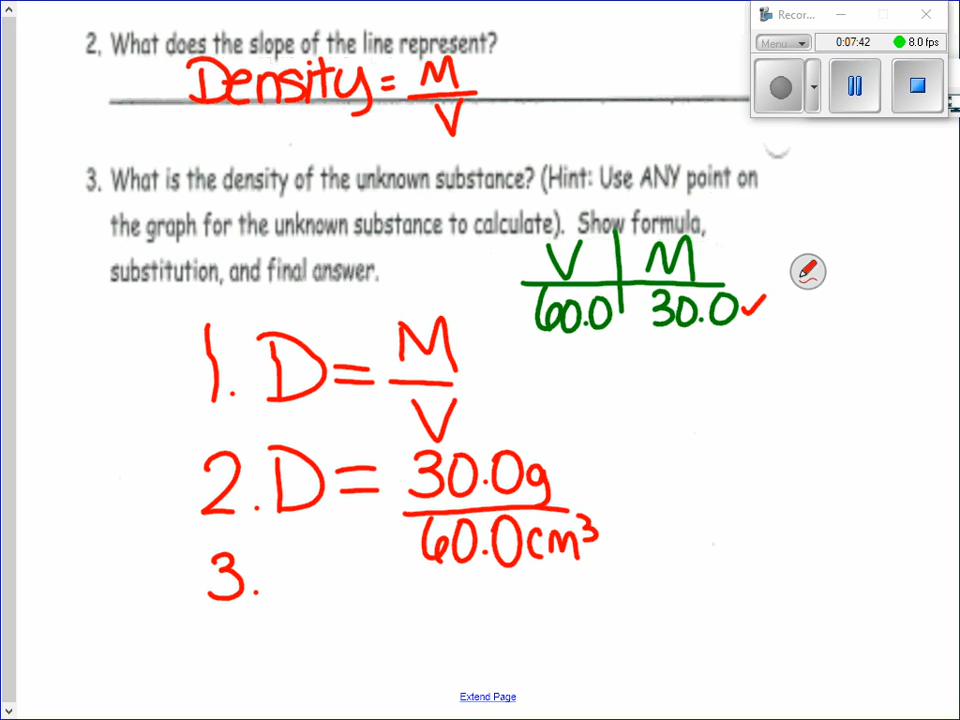 Recor...
Menu
0:07:42
8.0 fps
2. What does the slope of the line represent?
Density = M
V
3. What is the density of the unknown substance? (Hint: Use ANY point on
the graph for the unknown substance to calculate). Show formula,
substitution, and final answer.
V | M
60.0 | 30.0 ✓
1. D = M
V
2. D = 30.0g
60.0cm³
3.
Extend Page